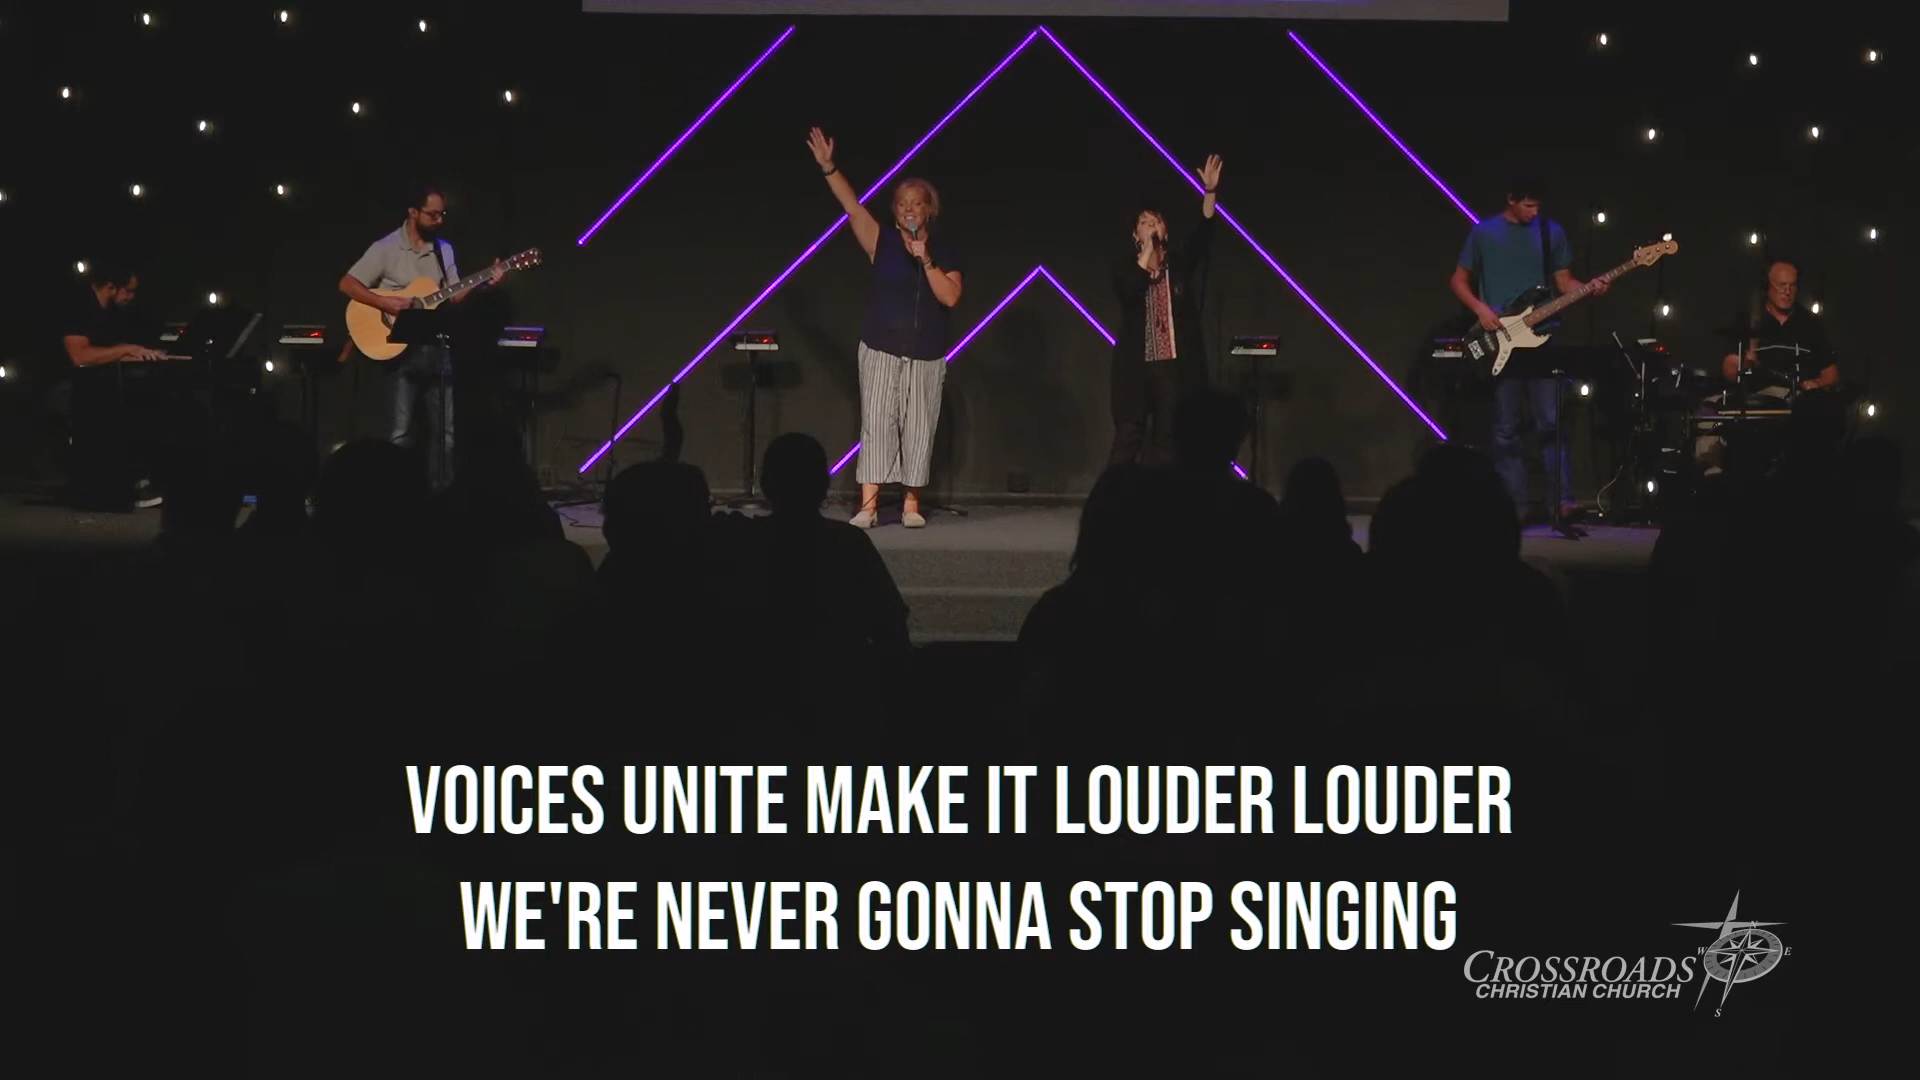 VOICES UNITE MAKE IT LOUDER LOUDER
WE'RE NEVER GONNA STOP SINGING
N
W
E
CROSSROADS
CHRISTIAN CHURCH
S